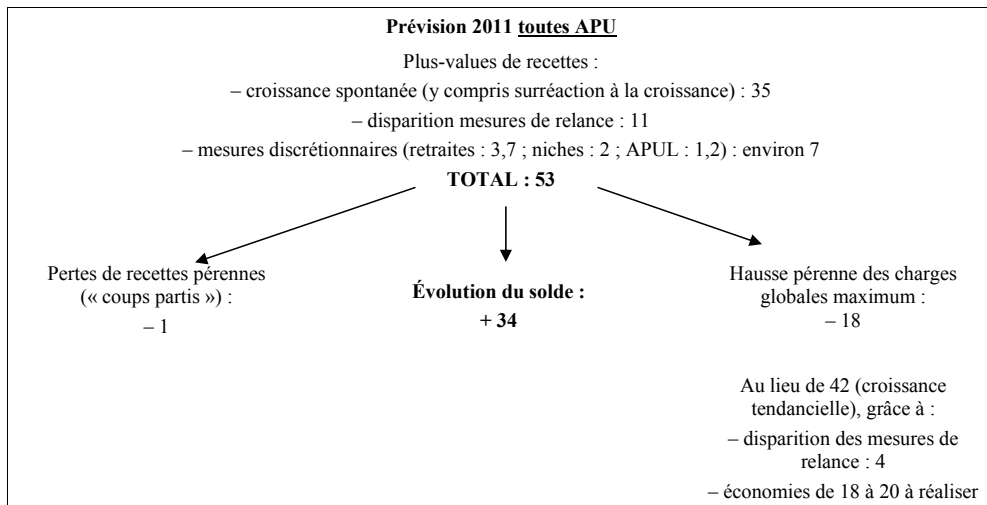 Prévision 2011 toutes APU
Plus-values de recettes :
– croissance spontanée (y compris surréaction à la croissance) : 35
– disparition mesures de relance : 11
– mesures discrétionnaires (retraites : 3,7 ; niches : 2 ; APUL : 1,2) : environ 7
TOTAL : 53
Pertes de recettes pérennes
(« coups partis ») :
– 1
Évolution du solde :
+ 34
Hausse pérenne des charges
globales maximum :
– 18
Au lieu de 42 (croissance
tendancielle), grâce à :
– disparition des mesures de
relance : 4
– économies de 18 à 20 à réaliser